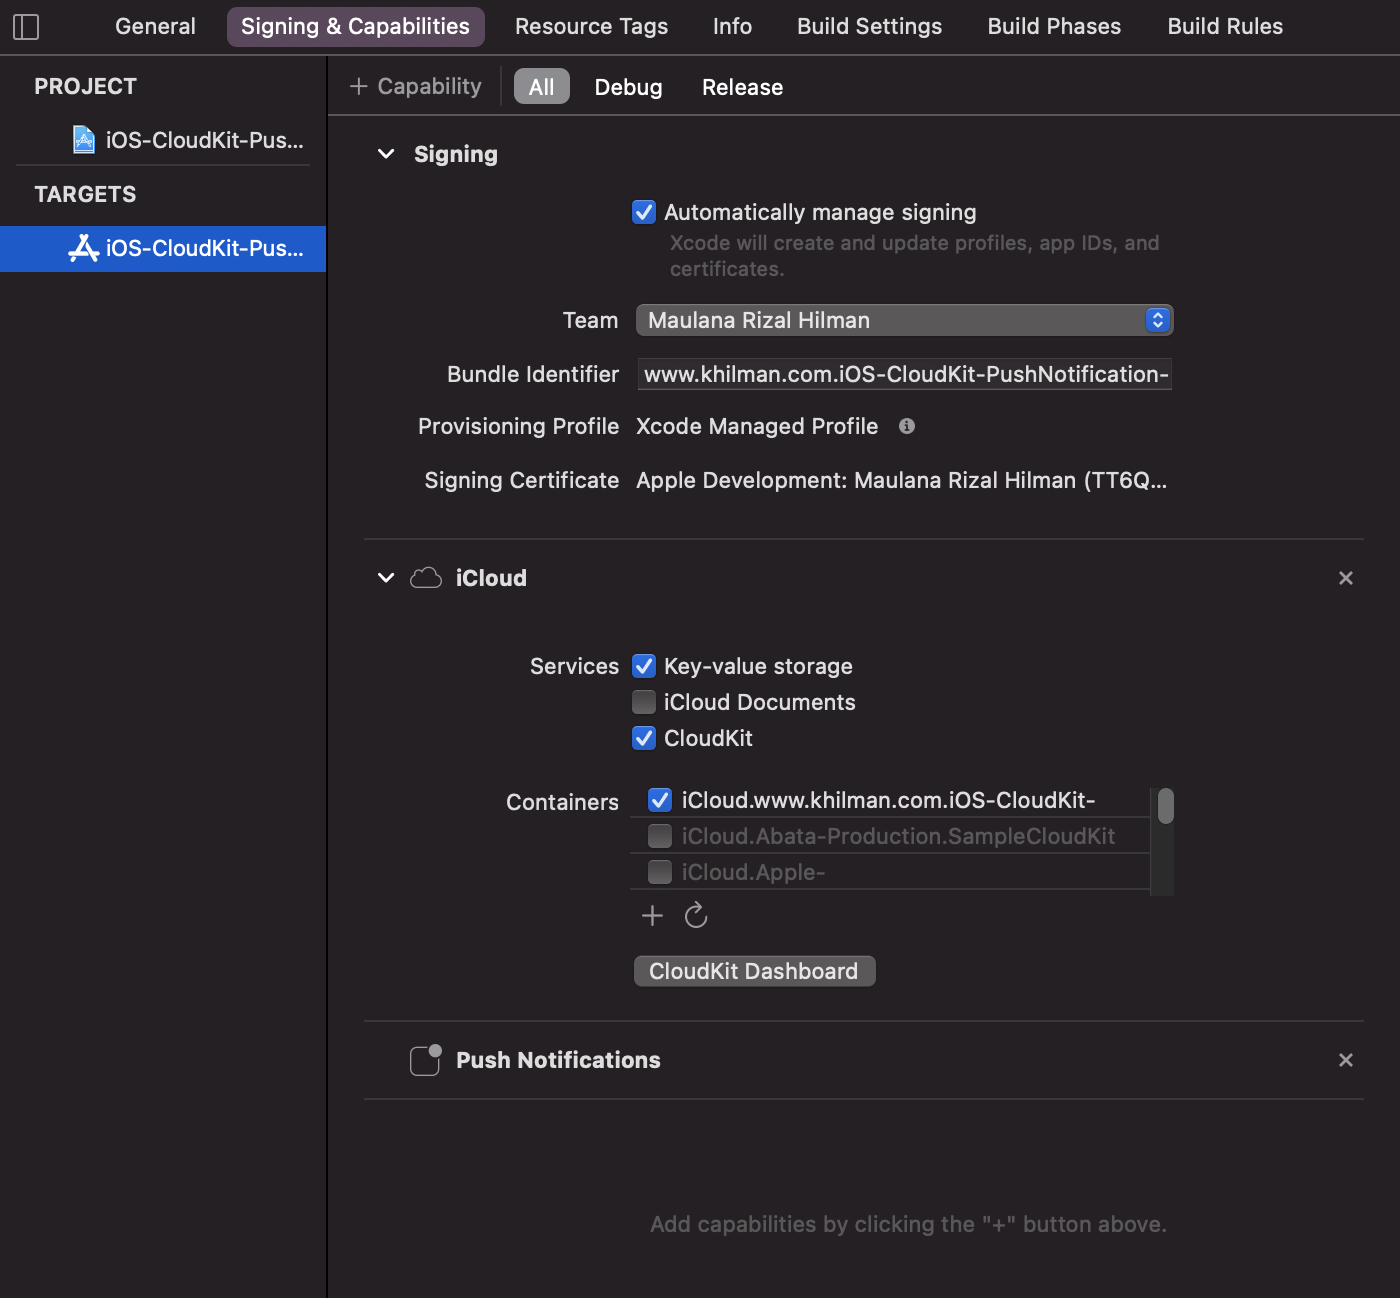 General Signing & Capabilities Resource Tags Info Build Settings Build Phases Build Rules
PROJECT
iOS-CloudKit-Pus...
TARGETS
iOS-CloudKit-Pus...
+ Capability All Debug Release
Signing
Automatically manage signing
Xcode will create and update profiles, app IDs, and
certificates.
Team Maulana Rizal Hilman
Bundle Identifier www.khilman.com.iOS-CloudKit-PushNotification-
Provisioning Profile Xcode Managed Profile
Signing Certificate Apple Development: Maulana Rizal Hilman (TT6Q...
iCloud
Services Key-value storage
iCloud Documents
CloudKit
Containers iCloud.www.khilman.com.iOS-CloudKit-
iCloud.Abata-Production.SampleCloudKit
iCloud.Apple-
CloudKit Dashboard
Push Notifications
Add capabilities by clicking the "+" button above.